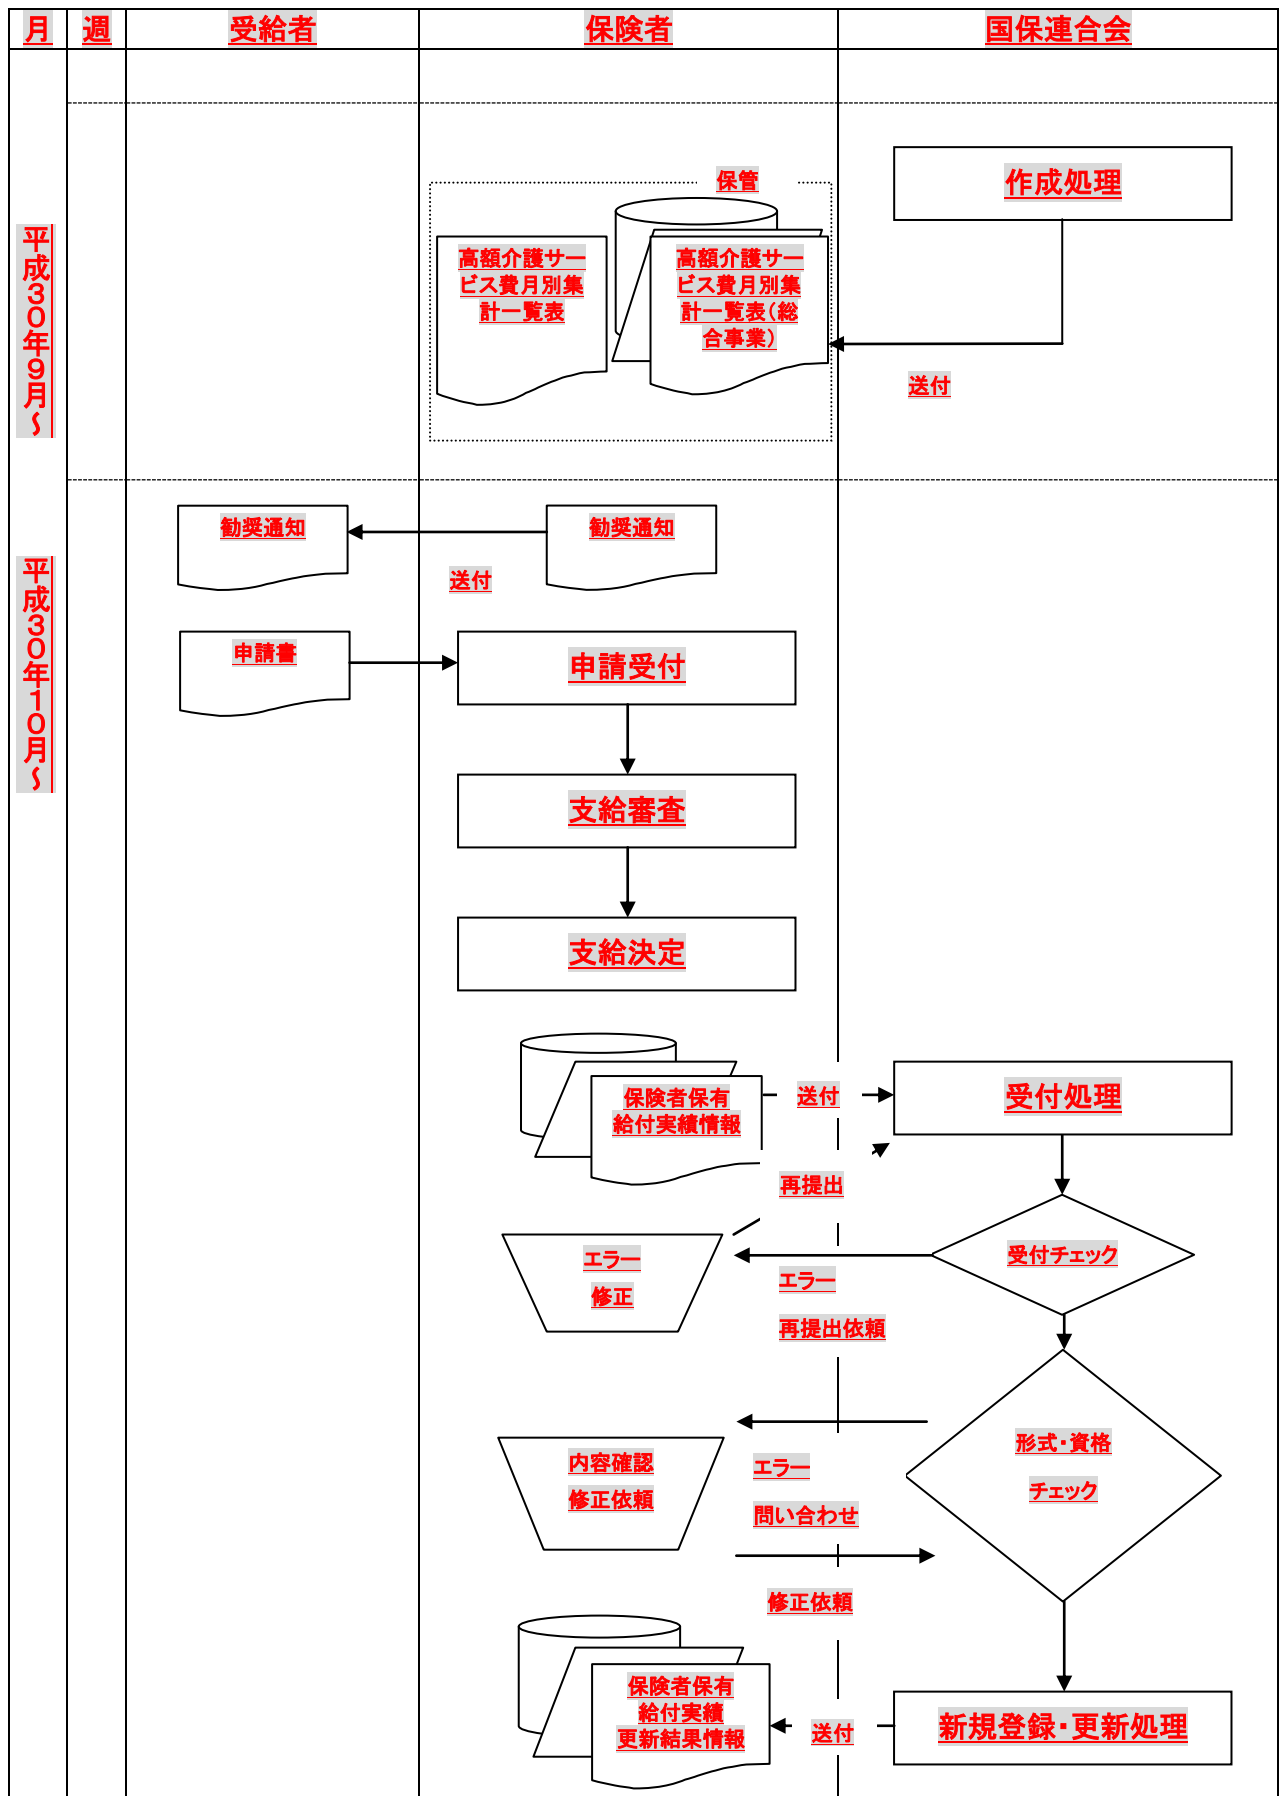 月
週
受給者
保険者
国保連合会
平成30年9月～
作成処理
保管
高額介護サー
ビス費月別集
計一覧表
高額介護サー
ビス費月別集
計一覧表（総
合事業）
送付
平成30年10月～
勧奨通知
勧奨通知
送付
申請書
申請受付
支給審査
支給決定
保険者保有
給付実績情報
送付
受付処理
再提出
エラー
修正
受付チェック
エラー
再提出依頼
形式・資格
チェック
内容確認
修正依頼
エラー
問い合わせ
修正依頼
保険者保有
給付実績
更新結果情報
送付
新規登録・更新処理